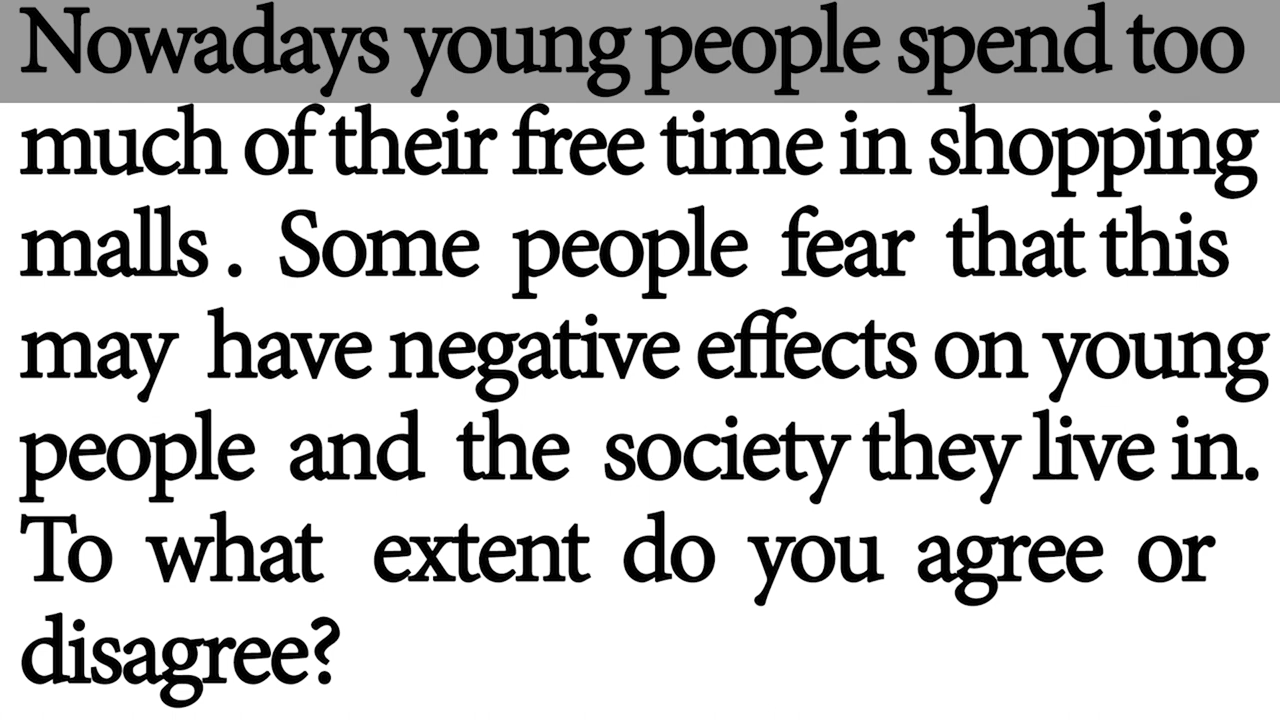 Nowadays young people spend too
much of their free time in shopping
malls . Some people fear that this
may have negative effects on young
people and the society they live in.
To what extent do you agree or
disagree?